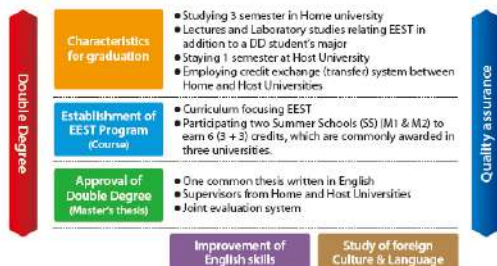 Double Degree
Characteristics
for graduation
● Studying 3 semester in Home university
● Lectures and Laboratory studies relating EEST in
addition to a DD student's major
● Staying 1 semester at Host University
● Employing credit exchange (transfer) system between
Home and Host Universities
Establishment of
EEST Program
(Course)
● Curriculum focusing EEST
● Participating two Summer Schools (SS) (M1 & M2) to
earn 6 (3 + 3) credits, which are commonly awarded in
three universities.
Approval of
Double Degree
(Master's thesis)
● One common thesis written in English
● Supervisors from Home and Host Universities
● Joint evaluation system
Quality assurance
Improvement of
English skills
Study of foreign
Culture & Language